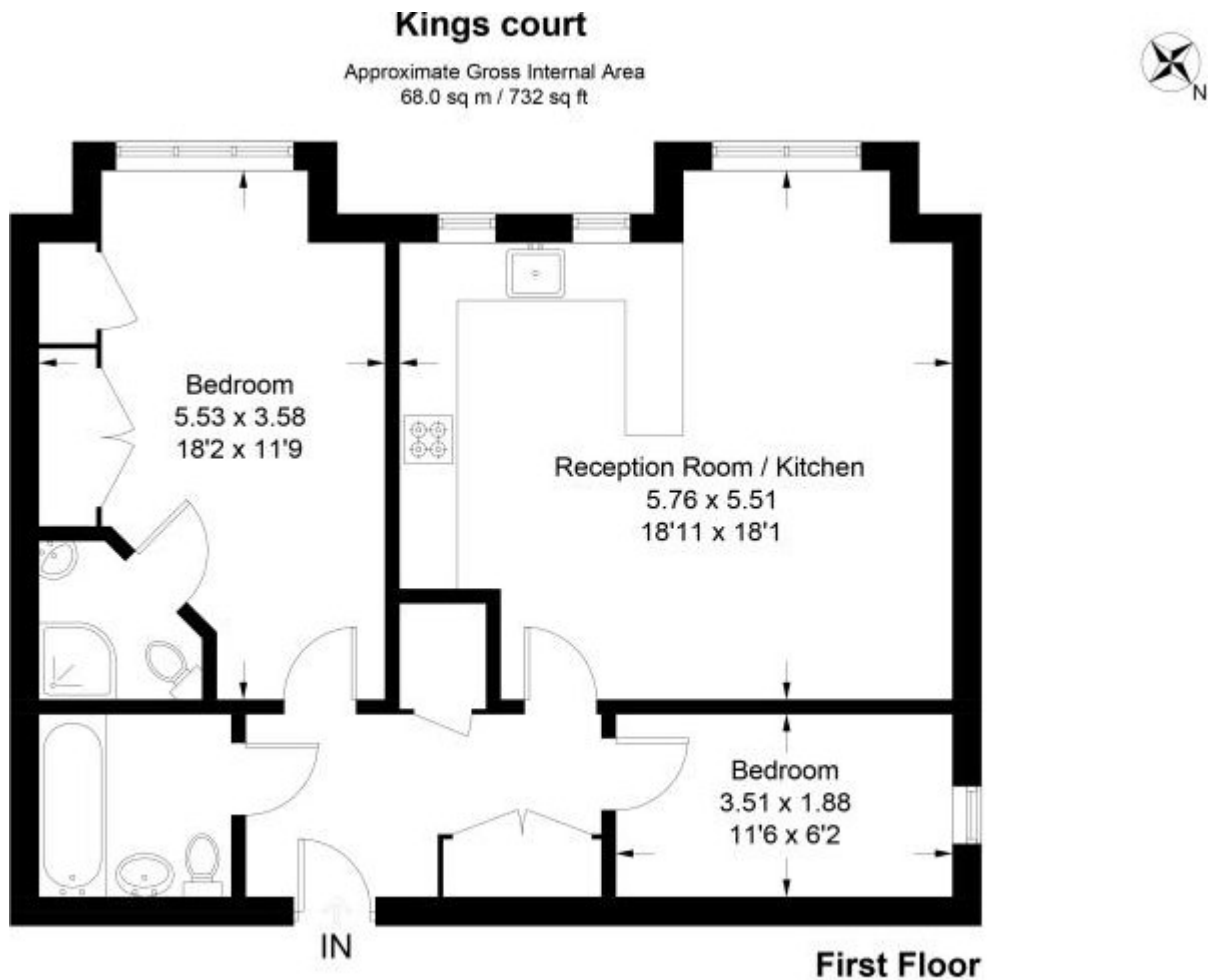 Kings court
Approximate Gross Internal Area
68.0 sq m / 732 sq ft
N
Bedroom
5.53 x 3.58
18'2 x 11'9
Reception Room / Kitchen
5.76 x 5.51
18'11 x 18'1
Bedroom
3.51 x 1.88
11'6 x 6'2
IN
First Floor